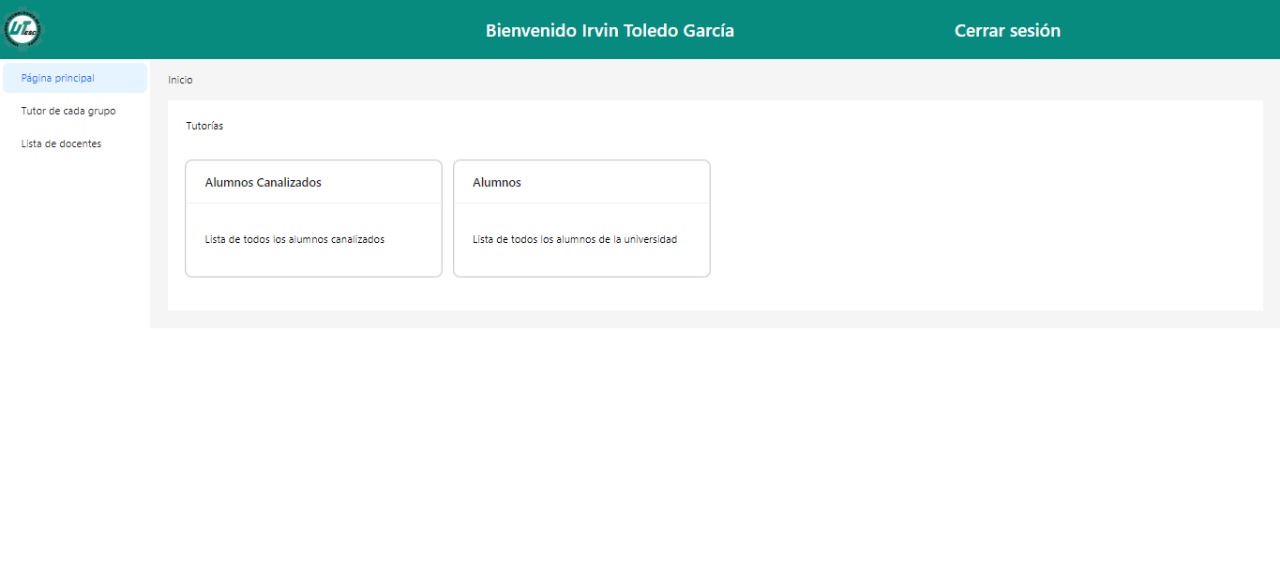 UTesc
Bienvenido Irvin Toledo García
Cerrar sesión
Página principal
Tutor de cada grupo
Lista de docentes
Inicio
Tutorías
Alumnos Canalizados
Lista de todos los alumnos canalizados
Alumnos
Lista de todos los alumnos de la universidad